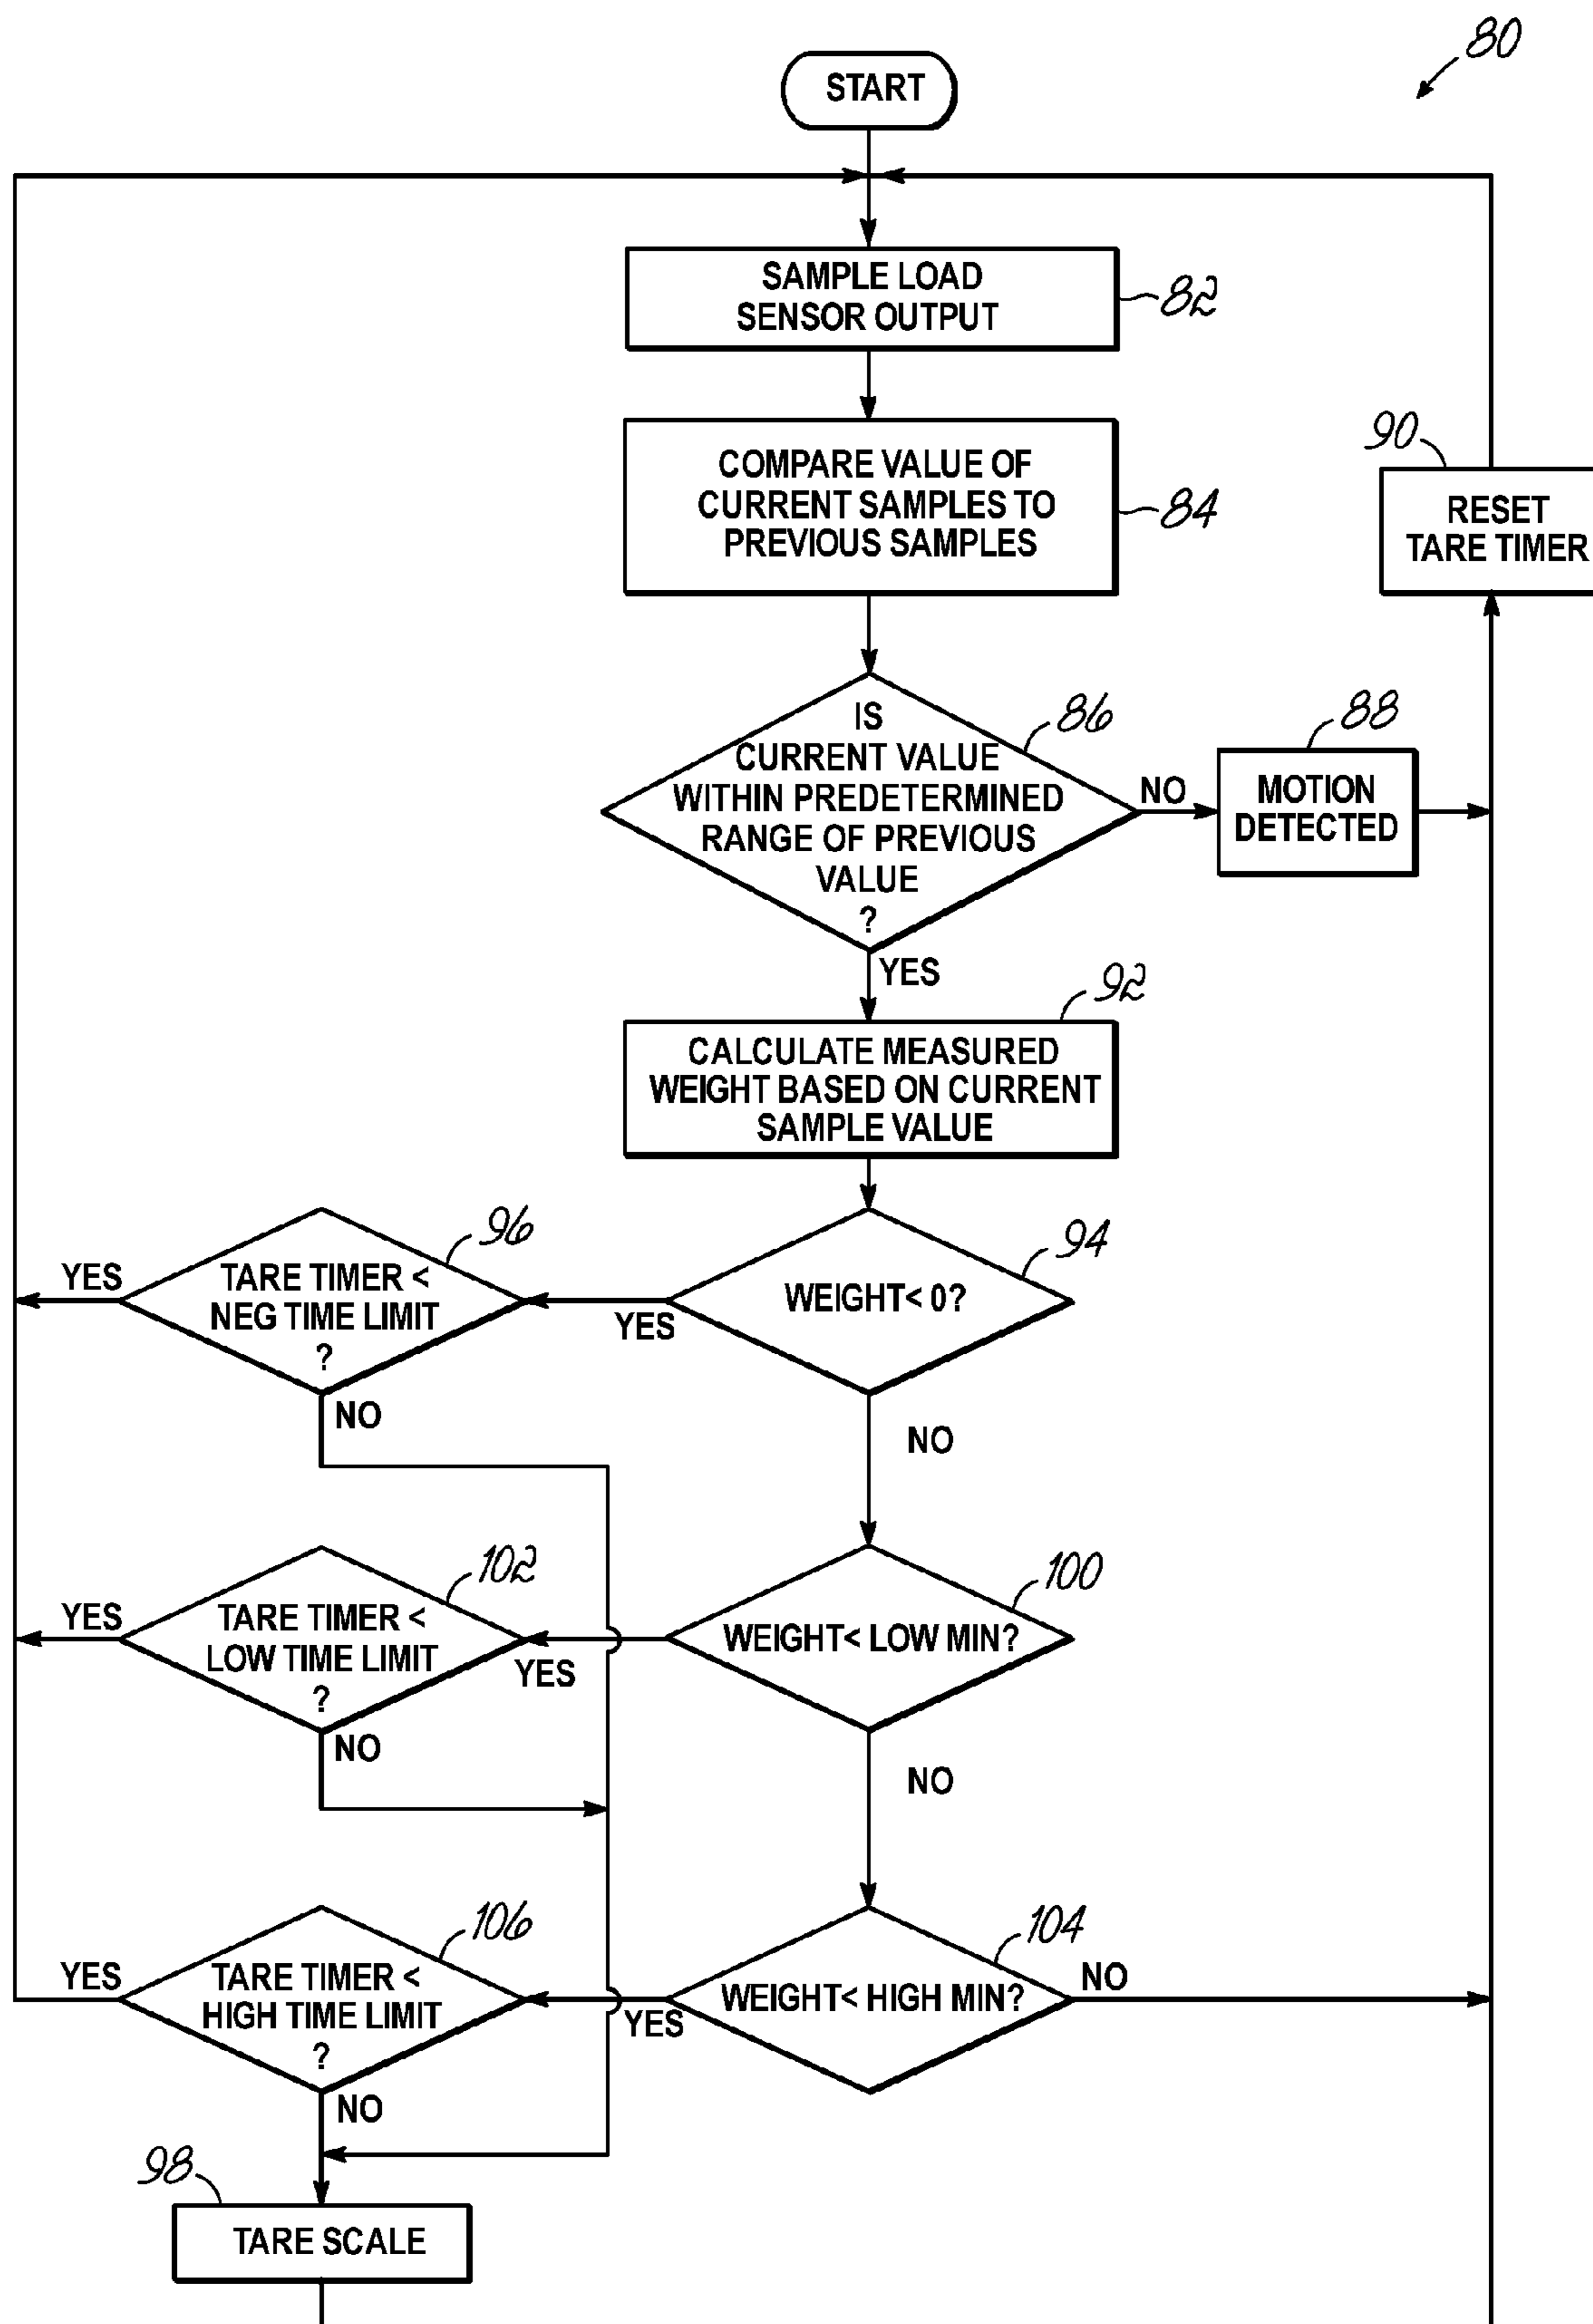 80
START
SAMPLE LOAD
SENSOR OUTPUT
82
COMPARE VALUE OF
CURRENT SAMPLES TO
PREVIOUS SAMPLES
84
90
RESET
TARE TIMER
IS
CURRENT VALUE
WITHIN PREDETERMINED
RANGE OF PREVIOUS
VALUE
?
86
NO
88
MOTION
DETECTED
YES
92
CALCULATE MEASURED
WEIGHT BASED ON CURRENT
SAMPLE VALUE
94
WEIGHT< 0?
YES
96
TARE TIMER <
NEG TIME LIMIT
?
YES
NO
NO
100
WEIGHT< LOW MIN?
YES
102
TARE TIMER <
LOW TIME LIMIT
?
YES
NO
NO
104
WEIGHT< HIGH MIN?
NO
YES
106
TARE TIMER <
HIGH TIME LIMIT
?
YES
NO
98
TARE SCALE